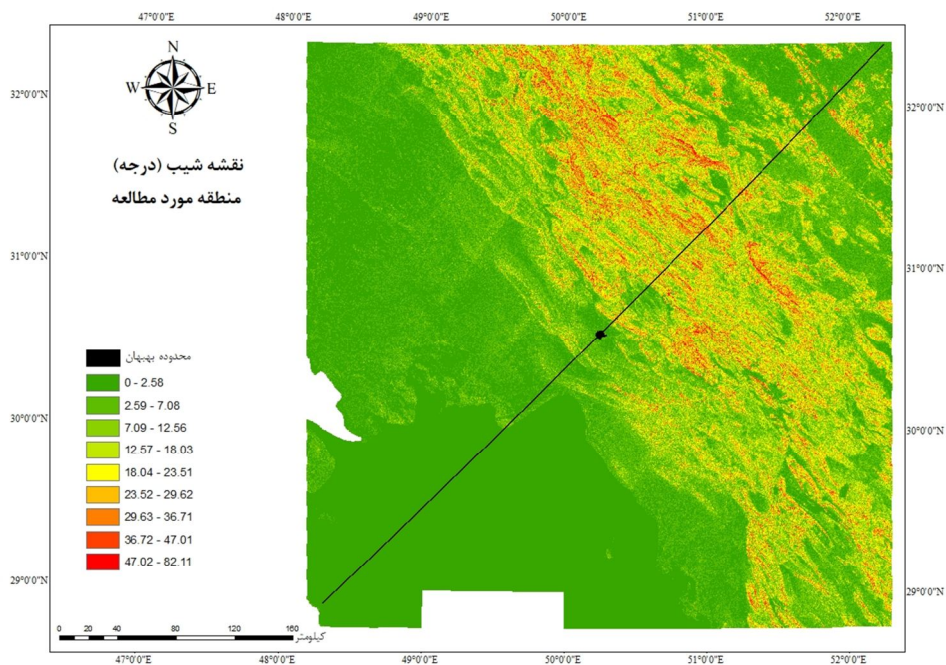 47°0'0"E 48°0'0"E 49°0'0"E 50°0'0"E 51°0'0"E 52°0'0"E
N
W E
S
32°0'0"N 32°0'0"N
نقشه شیب (درجه)
منطقه مورد مطالعه
31°0'0"N 31°0'0"N
محدوده بهبهان
0 - 2.58
2.59 - 7.08
7.09 - 12.56
12.57 - 18.03
18.04 - 23.51
23.52 - 29.62
29.63 - 36.71
36.72 - 47.01
47.02 - 82.11
30°0'0"N 30°0'0"N
29°0'0"N 29°0'0"N
0 20 40 80 120 160
کیلومتر
47°0'0"E 48°0'0"E 49°0'0"E 50°0'0"E 51°0'0"E 52°0'0"E